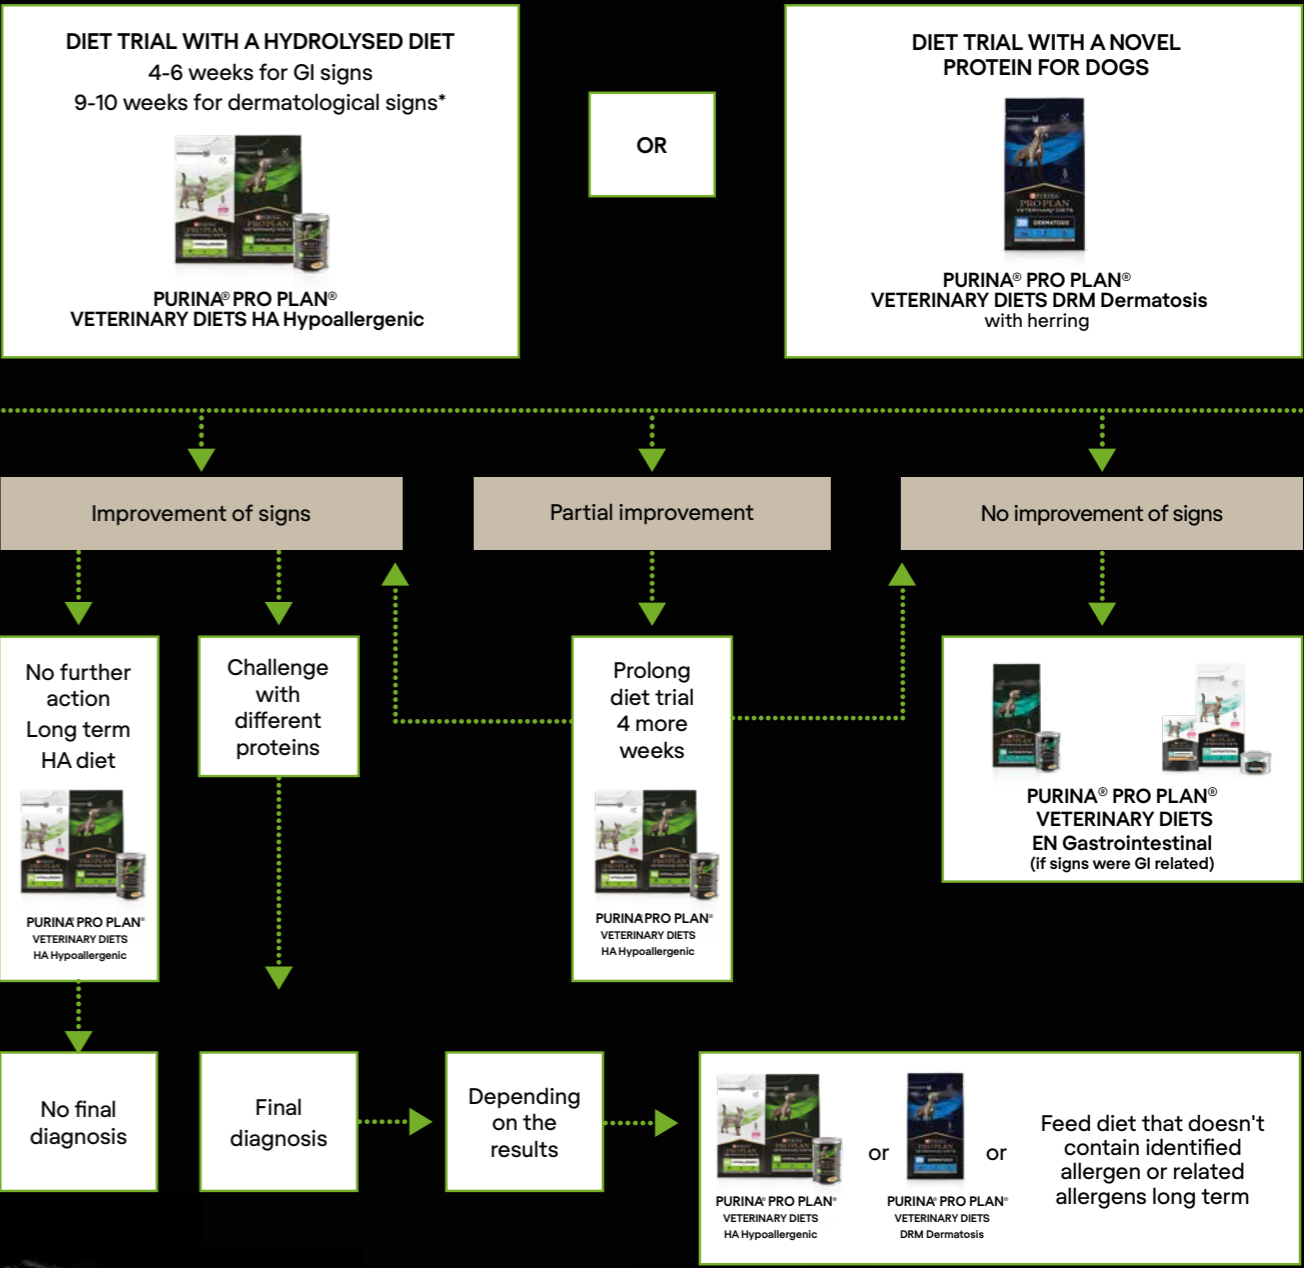 DIET TRIAL WITH A HYDROLYSED DIET
4-6 weeks for GI signs
9-10 weeks for dermatological signs*
PURINA® PRO PLAN®
VETERINARY DIETS HA Hypoallergenic
OR
DIET TRIAL WITH A NOVEL
PROTEIN FOR DOGS
PURINA
PRO PLAN
VETERINARY DIETS
DERMATOSIS
PURINA® PRO PLAN®
VETERINARY DIETS DRM Dermatosis
with herring
Improvement of signs
Partial improvement
No improvement of signs
No further
action
Long term
HA diet
PURINA® PRO PLAN®
VETERINARY DIETS
HA Hypoallergenic
Challenge
with
different
proteins
Prolong
diet trial
4 more
weeks
PURINA® PRO PLAN®
VETERINARY DIETS
HA Hypoallergenic
PURINA® PRO PLAN®
VETERINARY DIETS
EN Gastrointestinal
(if signs were GI related)
No final
diagnosis
Final
diagnosis
Depending
on the
results
PURINA® PRO PLAN®
VETERINARY DIETS
HA Hypoallergenic
or
PURINA® PRO PLAN®
VETERINARY DIETS
DRM Dermatosis
or
Feed diet that doesn't
contain identified
allergen or related
allergens long term